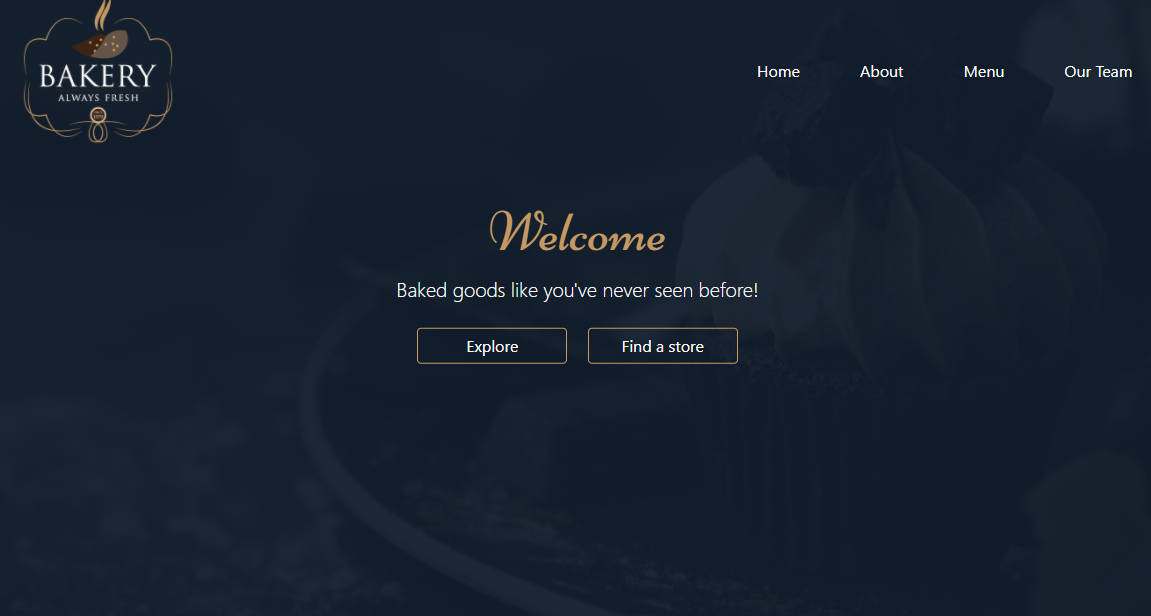 BAKERY
ALWAYS FRESH
Home About Menu Our Team
Welcome
Baked goods like you've never seen before!
Explore Find a store